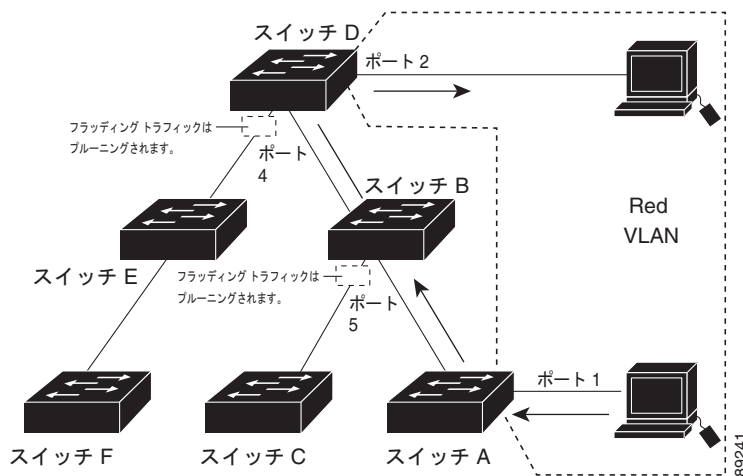 スイッチ D
ポート 2
フラッディング トラフィックは
プルーニングされます。
ポート
4
スイッチ B
Red
VLAN
スイッチ E
フラッディング トラフィックは
プルーニングされます。
ポート
5
ポート 1
スイッチ F
スイッチ C
スイッチ A
89241